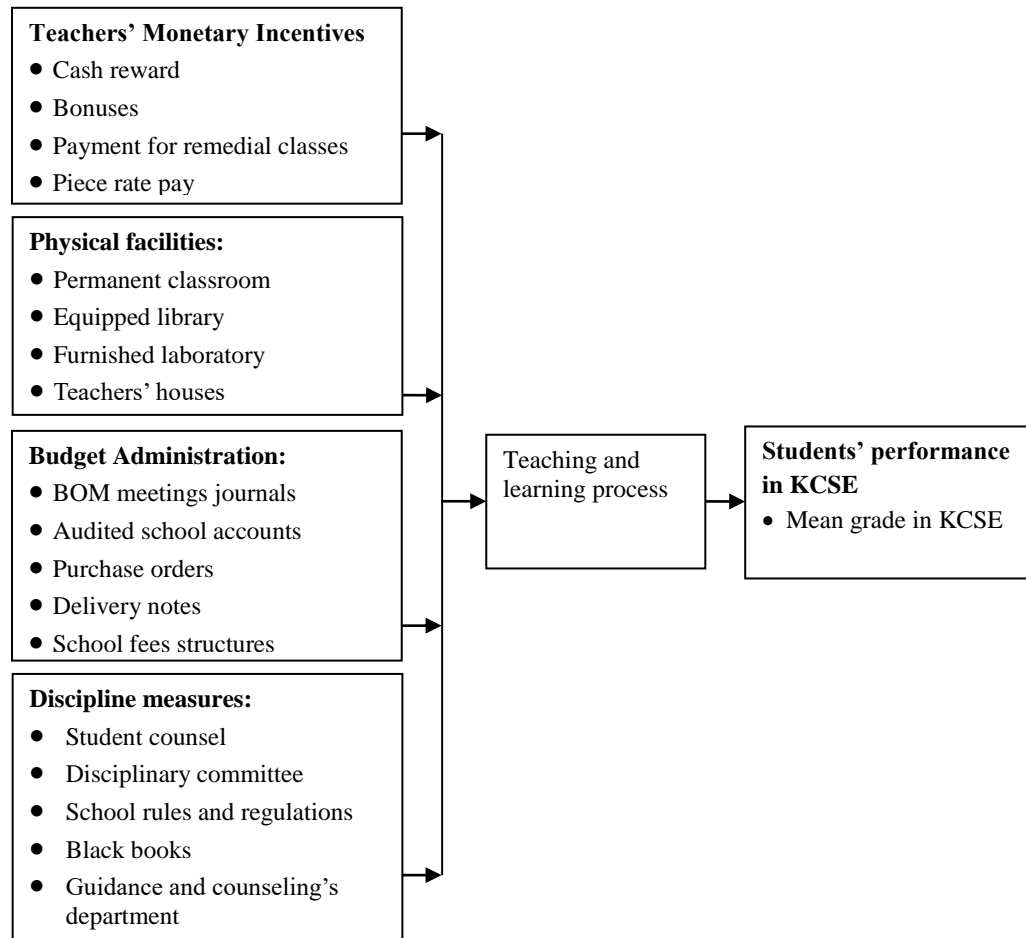 Teachers’ Monetary Incentives
• Cash reward
• Bonuses
• Payment for remedial classes
• Piece rate pay
Physical facilities:
• Permanent classroom
• Equipped library
• Furnished laboratory
• Teachers’ houses
Budget Administration:
• BOM meetings journals
• Audited school accounts
• Purchase orders
• Delivery notes
• School fees structures
Discipline measures:
• Student counsel
• Disciplinary committee
• School rules and regulations
• Black books
• Guidance and counseling’s
department
Teaching and
learning process
Students’ performance
in KCSE
• Mean grade in KCSE